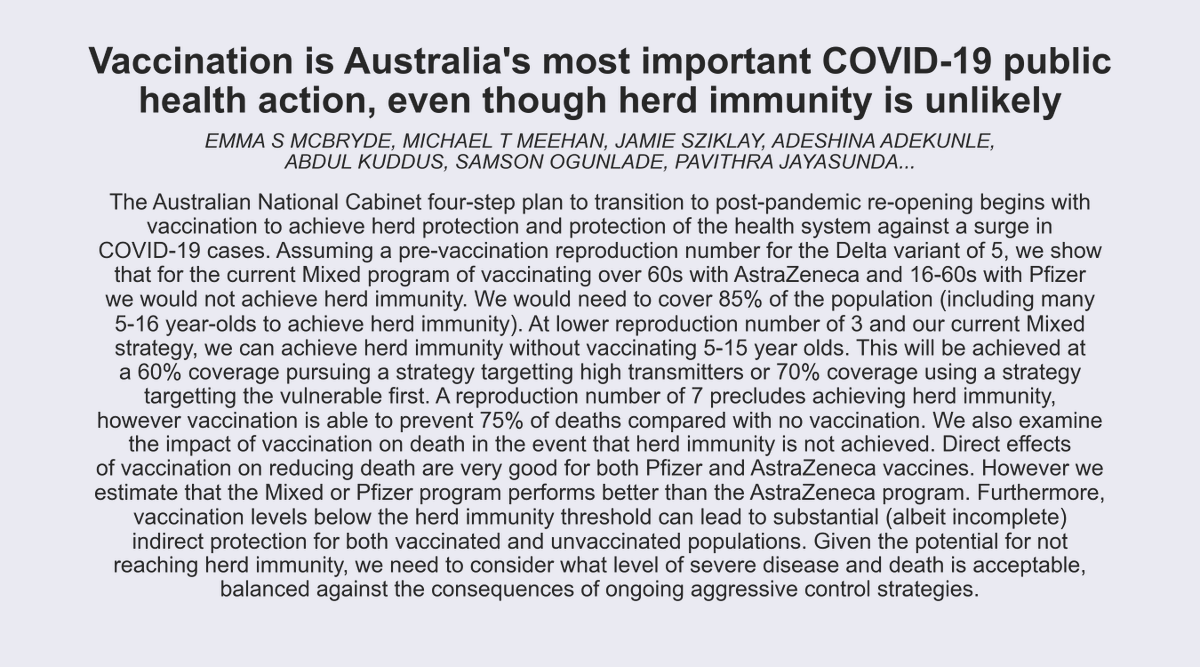 Vaccination is Australia's most important COVID-19 public
health action, even though herd immunity is unlikely
EMMA S MCBRYDE, MICHAEL T MEEHAN, JAMIE SZIKLAY, ADESHINA ADEKUNLE,
ABDUL KUDDUS, SAMSON OGUNLADE, PAVITHRA JAYASUNDA...
The Australian National Cabinet four-step plan to transition to post-pandemic re-opening begins with
vaccination to achieve herd protection and protection of the health system against a surge in
COVID-19 cases. Assuming a pre-vaccination reproduction number for the Delta variant of 5, we show
that for the current Mixed program of vaccinating over 60s with AstraZeneca and 16-60s with Pfizer
we would not achieve herd immunity. We would need to cover 85% of the population (including many
5-16 year-olds to achieve herd immunity). At lower reproduction number of 3 and our current Mixed
strategy, we can achieve herd immunity without vaccinating 5-15 year olds. This will be achieved at
a 60% coverage pursuing a strategy targetting high transmitters or 70% coverage using a strategy
targetting the vulnerable first. A reproduction number of 7 precludes achieving herd immunity,
however vaccination is able to prevent 75% of deaths compared with no vaccination. We also examine
the impact of vaccination on death in the event that herd immunity is not achieved. Direct effects
of vaccination on reducing death are very good for both Pfizer and AstraZeneca vaccines. However we
estimate that the Mixed or Pfizer program performs better than the AstraZeneca program. Furthermore,
vaccination levels below the herd immunity threshold can lead to substantial (albeit incomplete)
indirect protection for both vaccinated and unvaccinated populations. Given the potential for not
reaching herd immunity, we need to consider what level of severe disease and death is acceptable,
balanced against the consequences of ongoing aggressive control strategies.